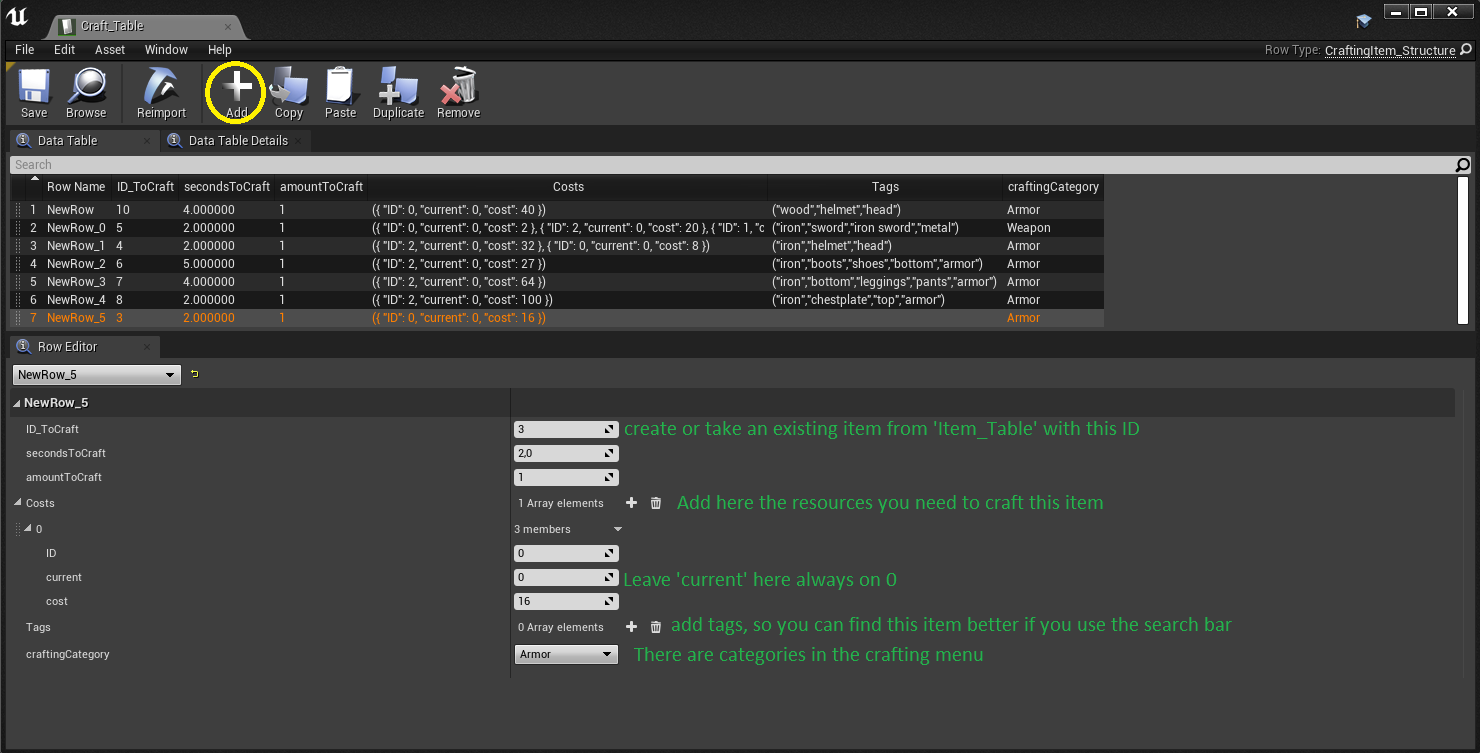 Craft_Table
File Edit Asset Window Help
Row Type: CraftingItem_Structure
Save Browse Reimport Add Copy Paste Duplicate Remove
Data Table Data Table Details
Search
Row Name ID_ToCraft secondsToCraft amountToCraft Costs Tags craftingCategory
1 NewRow 10 4.000000 1 ({ "ID": 0, "current": 0, "cost": 40 }) ("wood","helmet","head") Armor
2 NewRow_0 5 2.000000 1 ({ "ID": 0, "current": 0, "cost": 2 }, { "ID": 2, "current": 0, "cost": 20 }, { "ID": 1, "c ("iron","sword","iron sword","metal") Weapon
3 NewRow_1 4 2.000000 1 ({ "ID": 2, "current": 0, "cost": 32 }, { "ID": 0, "current": 0, "cost": 8 }) ("iron","helmet","head") Armor
4 NewRow_2 6 5.000000 1 ({ "ID": 2, "current": 0, "cost": 27 }) ("iron","boots","shoes","bottom","armor") Armor
5 NewRow_3 7 4.000000 1 ({ "ID": 2, "current": 0, "cost": 64 }) ("iron","bottom","leggings","pants","armor") Armor
6 NewRow_4 8 2.000000 1 ({ "ID": 2, "current": 0, "cost": 100 }) ("iron","chestplate","top","armor") Armor
7 NewRow_5 3 2.000000 1 ({ "ID": 0, "current": 0, "cost": 16 }) Armor
Row Editor
NewRow_5
NewRow_5
ID_ToCraft 3 create or take an existing item from 'Item_Table' with this ID
secondsToCraft 2,0
amountToCraft 1
Costs 1 Array elements Add here the resources you need to craft this item
0 3 members
ID 0
current 0 Leave 'current' here always on 0
cost 16
Tags 0 Array elements add tags, so you can find this item better if you use the search bar
craftingCategory Armor There are categories in the crafting menu